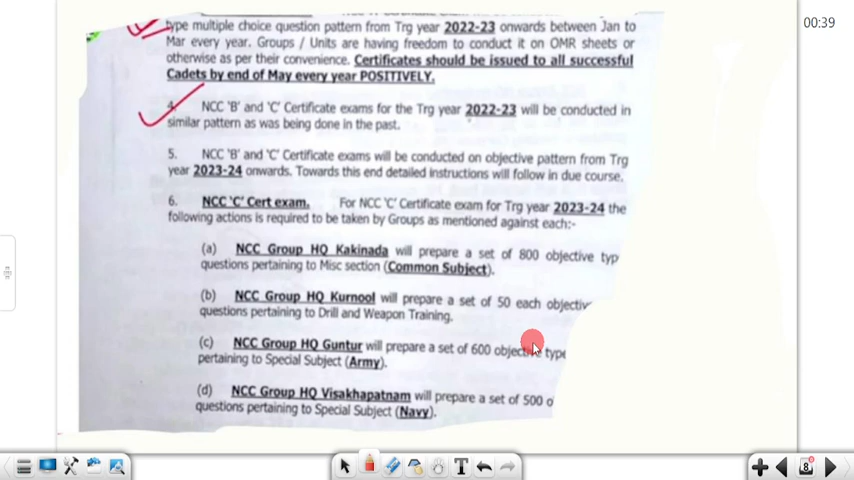 type multiple choice question pattern from Trg year 2022-23 onwards between Jan to
Mar every year. Groups / Units are having freedom to conduct it on OMR sheets or
otherwise as per their convenience. Certificates should be issued to all successful
Cadets by end of May every year POSITIVELY.
4. NCC 'B' and 'C' Certificate exams for the Trg year 2022-23 will be conducted in
similar pattern as was being done in the past.
5. NCC 'B' and 'C' Certificate exams will be conducted on objective pattern from Trg
year 2023-24 onwards. Towards this end detailed instructions will follow in due course.
6. NCC 'C' Cert exam. For NCC 'C' Certificate exam for Trg year 2023-24 the
following actions is required to be taken by Groups as mentioned against each:-
(a) NCC Group HQ Kakinada will prepare a set of 800 objective typ
questions pertaining to Misc section (Common Subject).
(b) NCC Group HQ Kurnool will prepare a set of 50 each objectiv
questions pertaining to Drill and Weapon Training.
(c) NCC Group HQ Guntur will prepare a set of 600 objective type
pertaining to Special Subject (Army).
(d) NCC Group HQ Visakhapatnam will prepare a set of 500 o
questions pertaining to Special Subject (Navy).
00:39
T
8